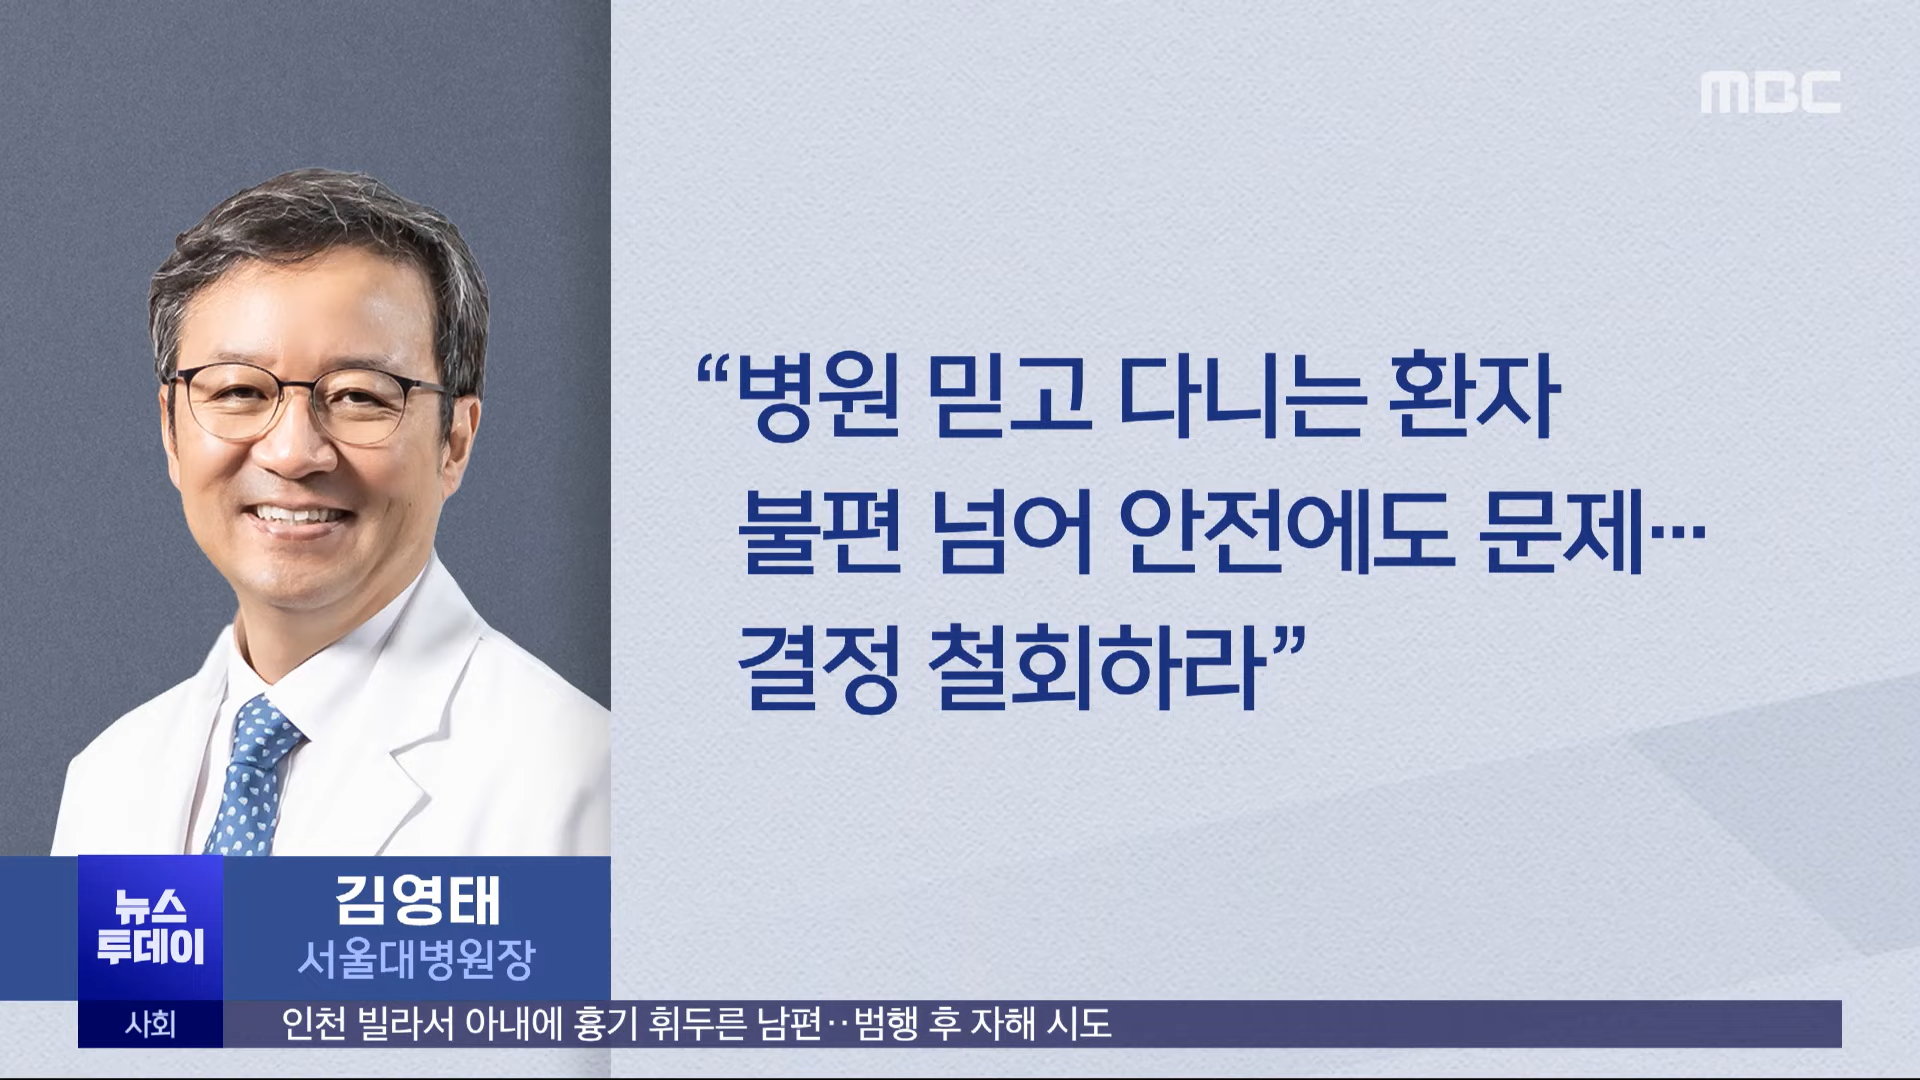 MBC
“병원 믿고 다니는 환자
불편 넘어 안전에도 문제…
결정 철회하라”
김영태
서울대병원장
뉴스
투데이
사회
인천 빌라서 아내에 흉기 휘두른 남편‥범행 후 자해 시도